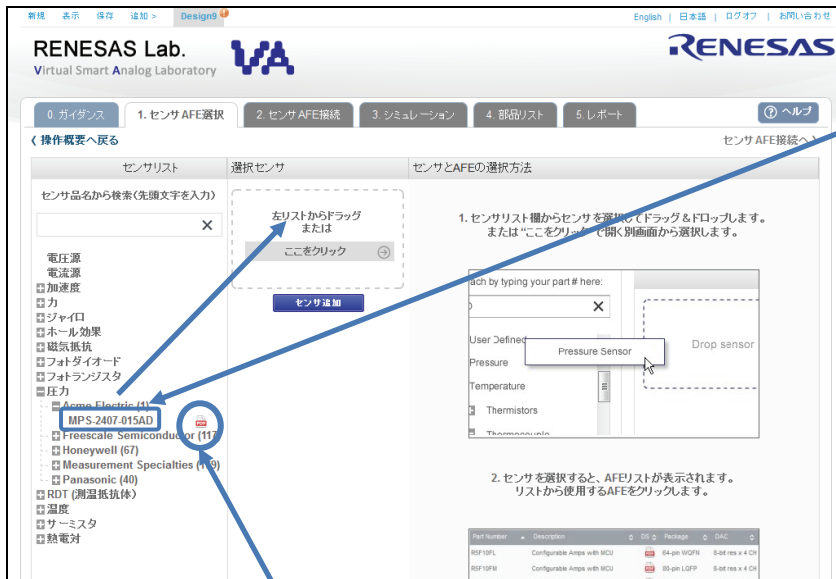 新規 表示 保存 追加 > Design9
English | 日本語 | ログオフ | お問い合わせ
RENESAS Lab.
Virtual Smart Analog Laboratory
VA
RENESAS
0. ガイダンス 1. センサ AFE選択 2. センサ AFE接続 3. シミュレーション 4. 部品リスト 5. レポート
? ヘルプ
操作概要へ戻る
センサ AFE接続へ
センサリスト
選択センサ
センサとAFEの選択方法
センサ品名から検索(先頭文字を入力)
電圧源
電流源
加速度
力
ジャイロ
ホール効果
磁気抵抗
フォトダイオード
フォトランジスタ
圧力
Acme Electric (1)
MPS-2407-015AD
Freescale Semiconductor (117)
Honeywell (67)
Measurement Specialties
Panasonic (40)
RDT (測温抵抗体)
温度
サーミスタ
熱電対
左リストからドラッグ
または
ここをクリック
センサ追加
1. センサリスト欄からセンサを選択してドラッグ&ドロップします。
または "ここをクリック" で開く別画面から選択します。
ach by typing your part # here:
User Defined
Pressure
Temperature
Thermistors
Thermocouple
Pressure Sensor
Drop sensor
2. センサを選択すると、AFEリストが表示されます。
リストから使用するAFEをクリックします。
Part Number Description DS Package DAC
R5F10FL Configurable Amps with MCU PDF 64-pin WQFN 8-bit res x 4 CH
R5F10FM Configurable Amps with MCU PDF 80-pin LQFP 8-bit res x 4 CH